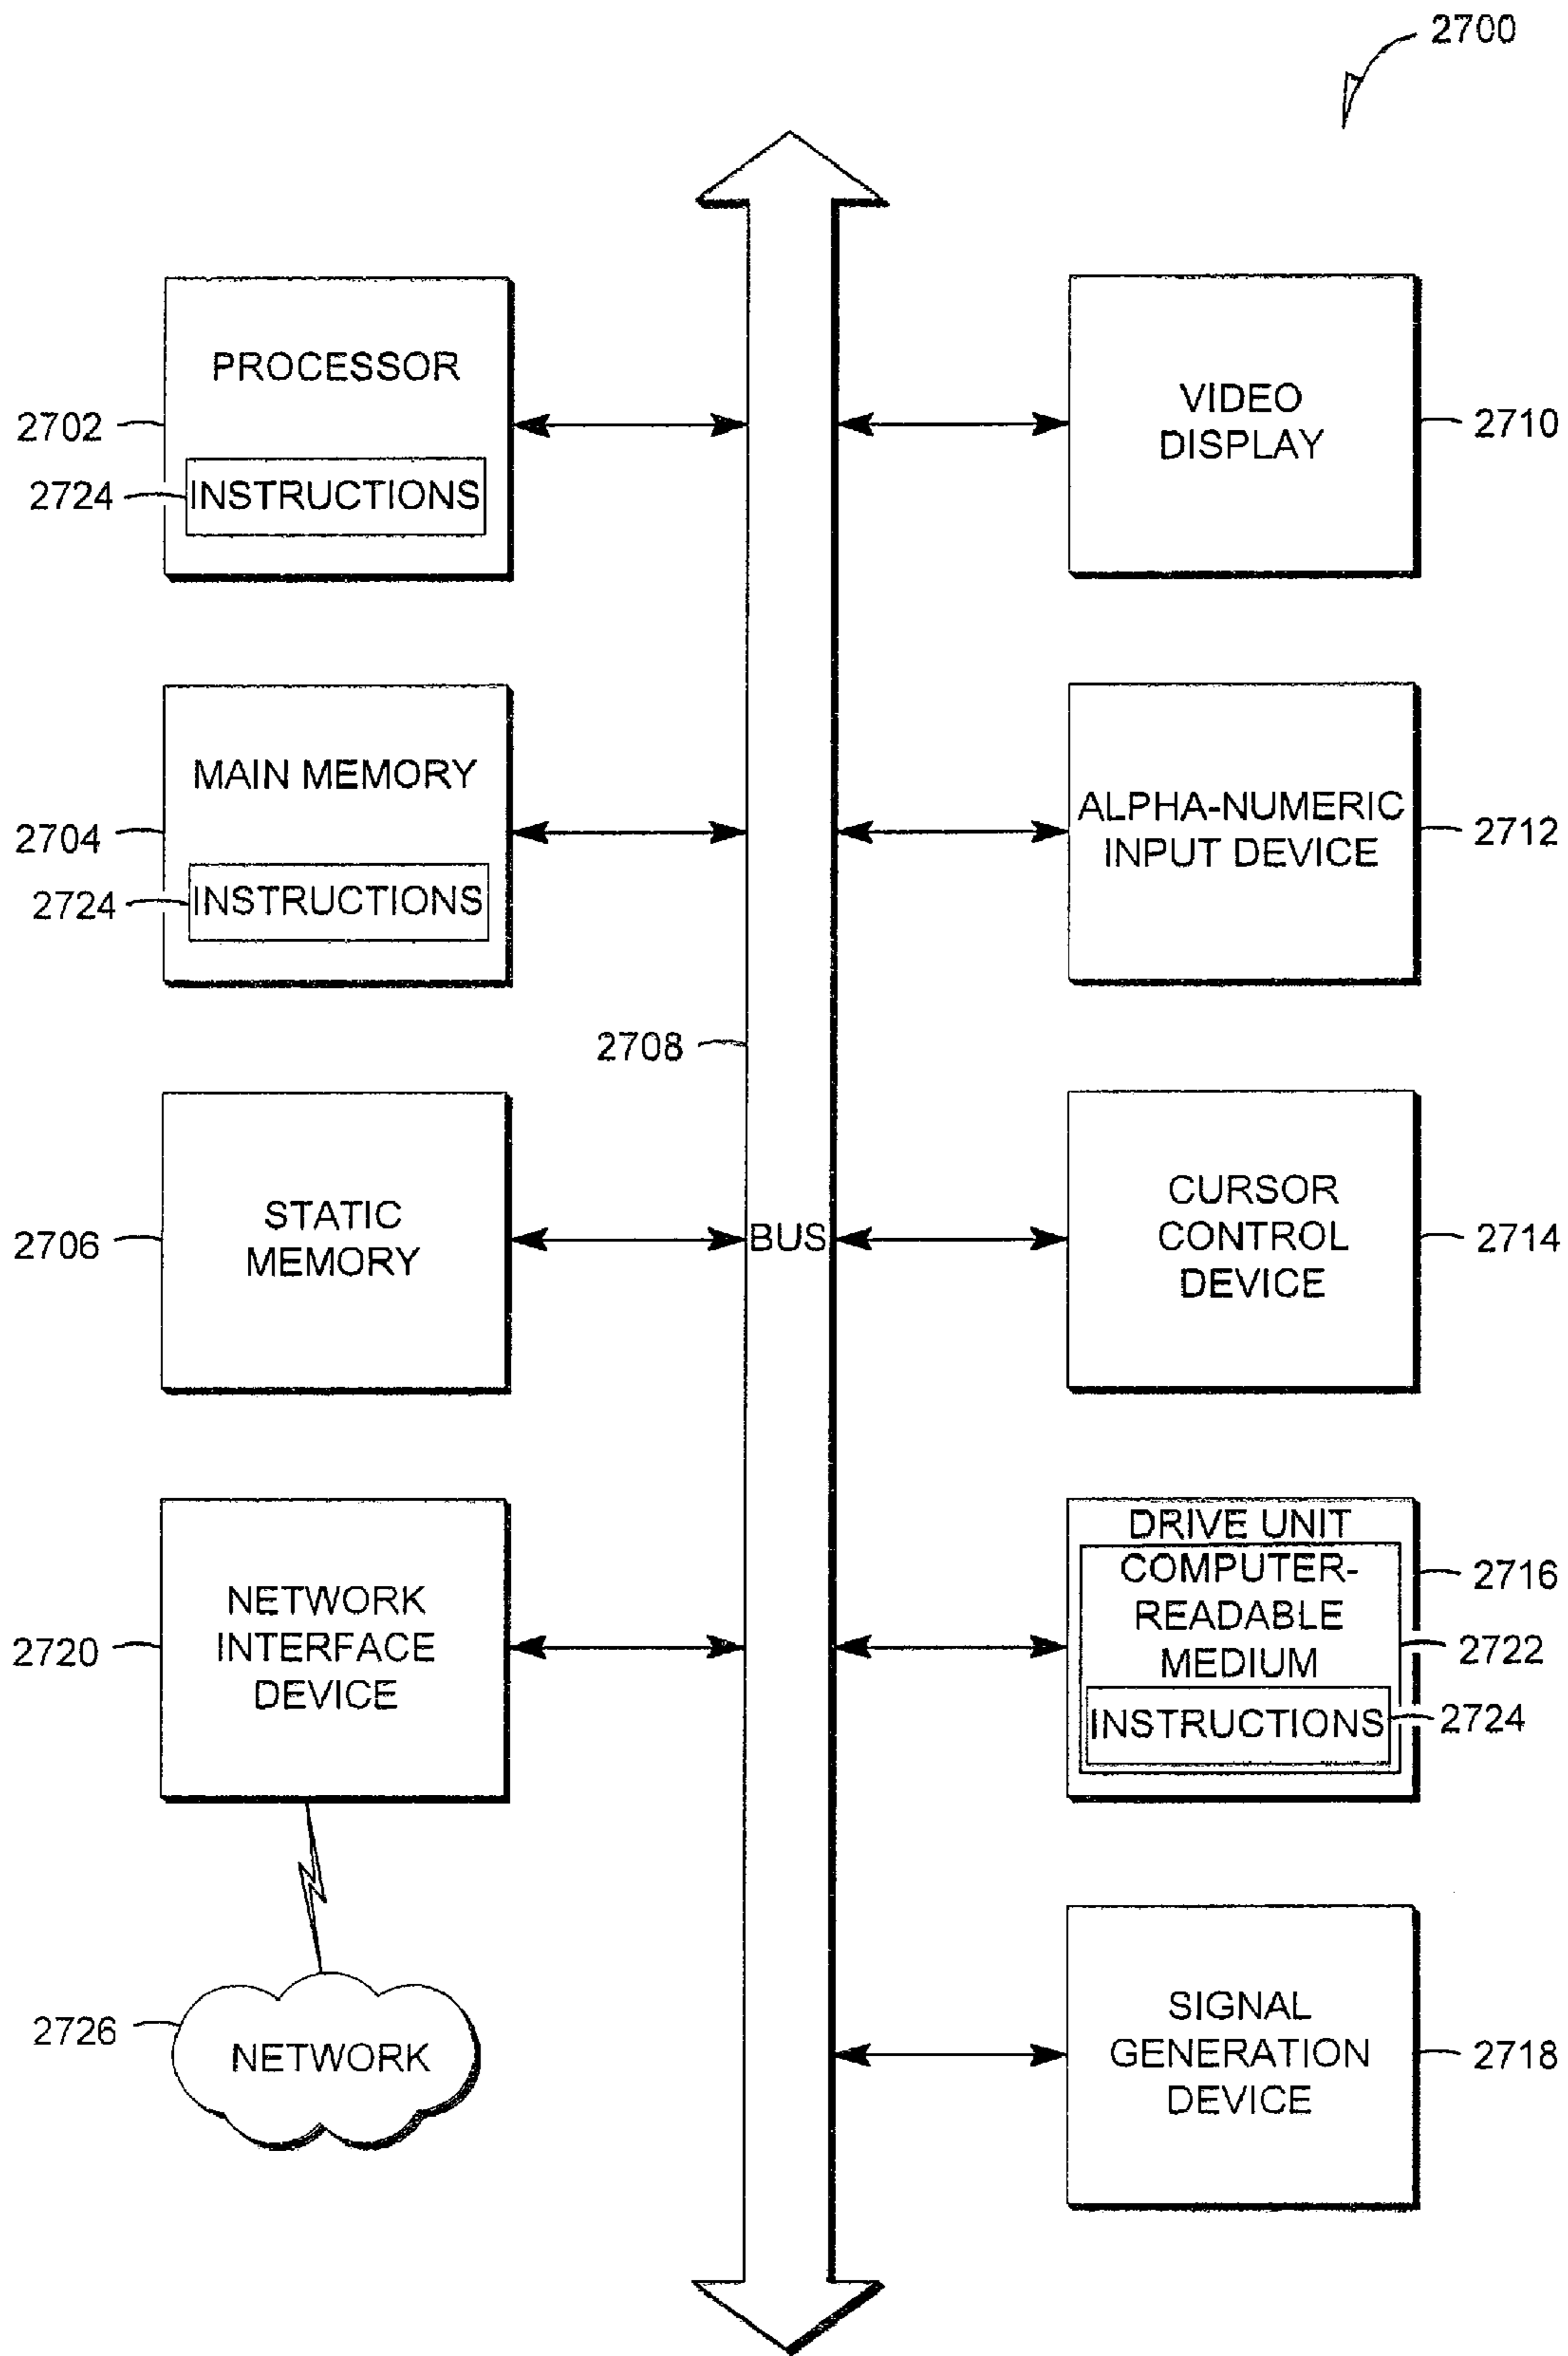 2700
PROCESSOR
2702
2724
INSTRUCTIONS
VIDEO
DISPLAY
2710
MAIN MEMORY
2704
2724
INSTRUCTIONS
ALPHA-NUMERIC
INPUT DEVICE
2712
2708
STATIC
MEMORY
2706
BUS
CURSOR
CONTROL
DEVICE
2714
NETWORK
INTERFACE
DEVICE
2720
DRIVE UNIT
COMPUTER-
READABLE
MEDIUM
2716
2722
INSTRUCTIONS
2724
2726
NETWORK
SIGNAL
GENERATION
DEVICE
2718